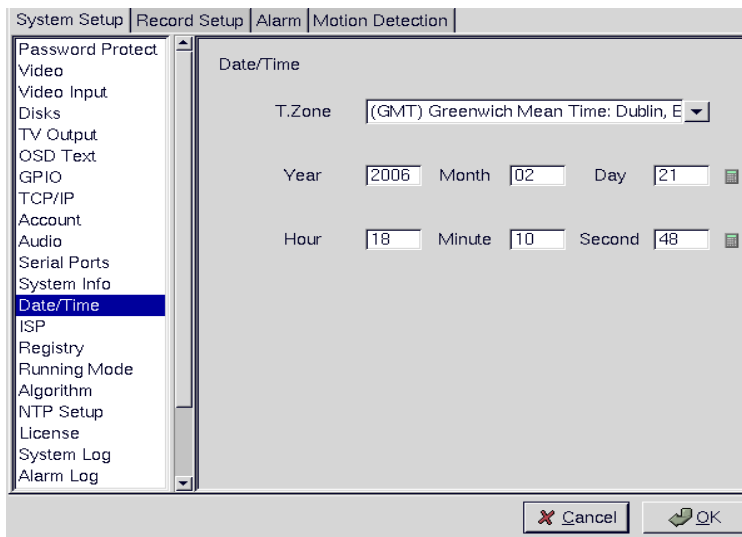 System Setup Record Setup Alarm Motion Detection
Password Protect
Video
Video Input
Disks
TV Output
OSD Text
GPIO
TCP/IP
Account
Audio
Serial Ports
System Info
Date/Time
ISP
Registry
Running Mode
Algorithm
NTP Setup
License
System Log
Alarm Log
Date/Time
T.Zone (GMT) Greenwich Mean Time: Dublin, E
Year 2006 Month 02 Day 21
Hour 18 Minute 10 Second 48
Cancel OK